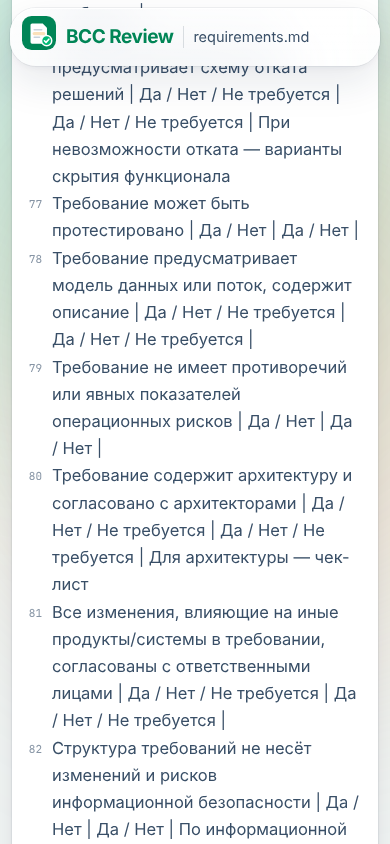 BCC Review requirements.md
предусматривает схему отката
решений | Да / Нет / Не требуется |
Да / Нет / Не требуется | При
невозможности отката — варианты
скрытия функционала
77 Требование может быть
протестировано | Да / Нет | Да / Нет |
78 Требование предусматривает
модель данных или поток, содержит
описание | Да / Нет / Не требуется |
Да / Нет / Не требуется |
79 Требование не имеет противоречий
или явных показателей
операционных рисков | Да / Нет | Да
/ Нет |
80 Требование содержит архитектуру и
согласовано с архитекторами | Да /
Нет / Не требуется | Да / Нет / Не
требуется | Для архитектуры — чек-
лист
81 Все изменения, влияющие на иные
продукты/системы в требовании,
согласованы с ответственными
лицами | Да / Нет / Не требуется | Да
/ Нет / Не требуется |
82 Структура требований не несёт
изменений и рисков
информационной безопасности | Да /
Нет | Да / Нет | По информационной